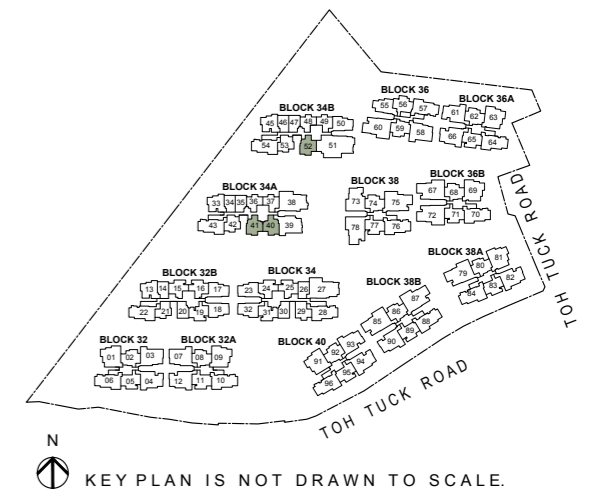 BLOCK 36
BLOCK 36A
55 56 57
60 59 58
61 62 63
66 65 64
BLOCK 34B
45 46 47 48 49 50
54 53 52 51
BLOCK 34A
33 34 35 36 37 38
43 42 41 40 39
BLOCK 38
73 74 75
78 77 76
BLOCK 36B
67 68 69
72 71 70
BLOCK 32B
13 14 15 16 17
22 21 20 19 18
BLOCK 34
23 24 25 26 27
32 31 30 29 28
BLOCK 38B
85 86 87
90 89 88
BLOCK 38A
79 80 81
84 83 82
BLOCK 32
01 02 03
06 05 04
BLOCK 32A
07 08 09
12 11 10
BLOCK 40
91 92 93
96 95 94
TOH TUCK ROAD
TOH TUCK ROAD
N
KEY PLAN IS NOT DRAWN TO SCALE.